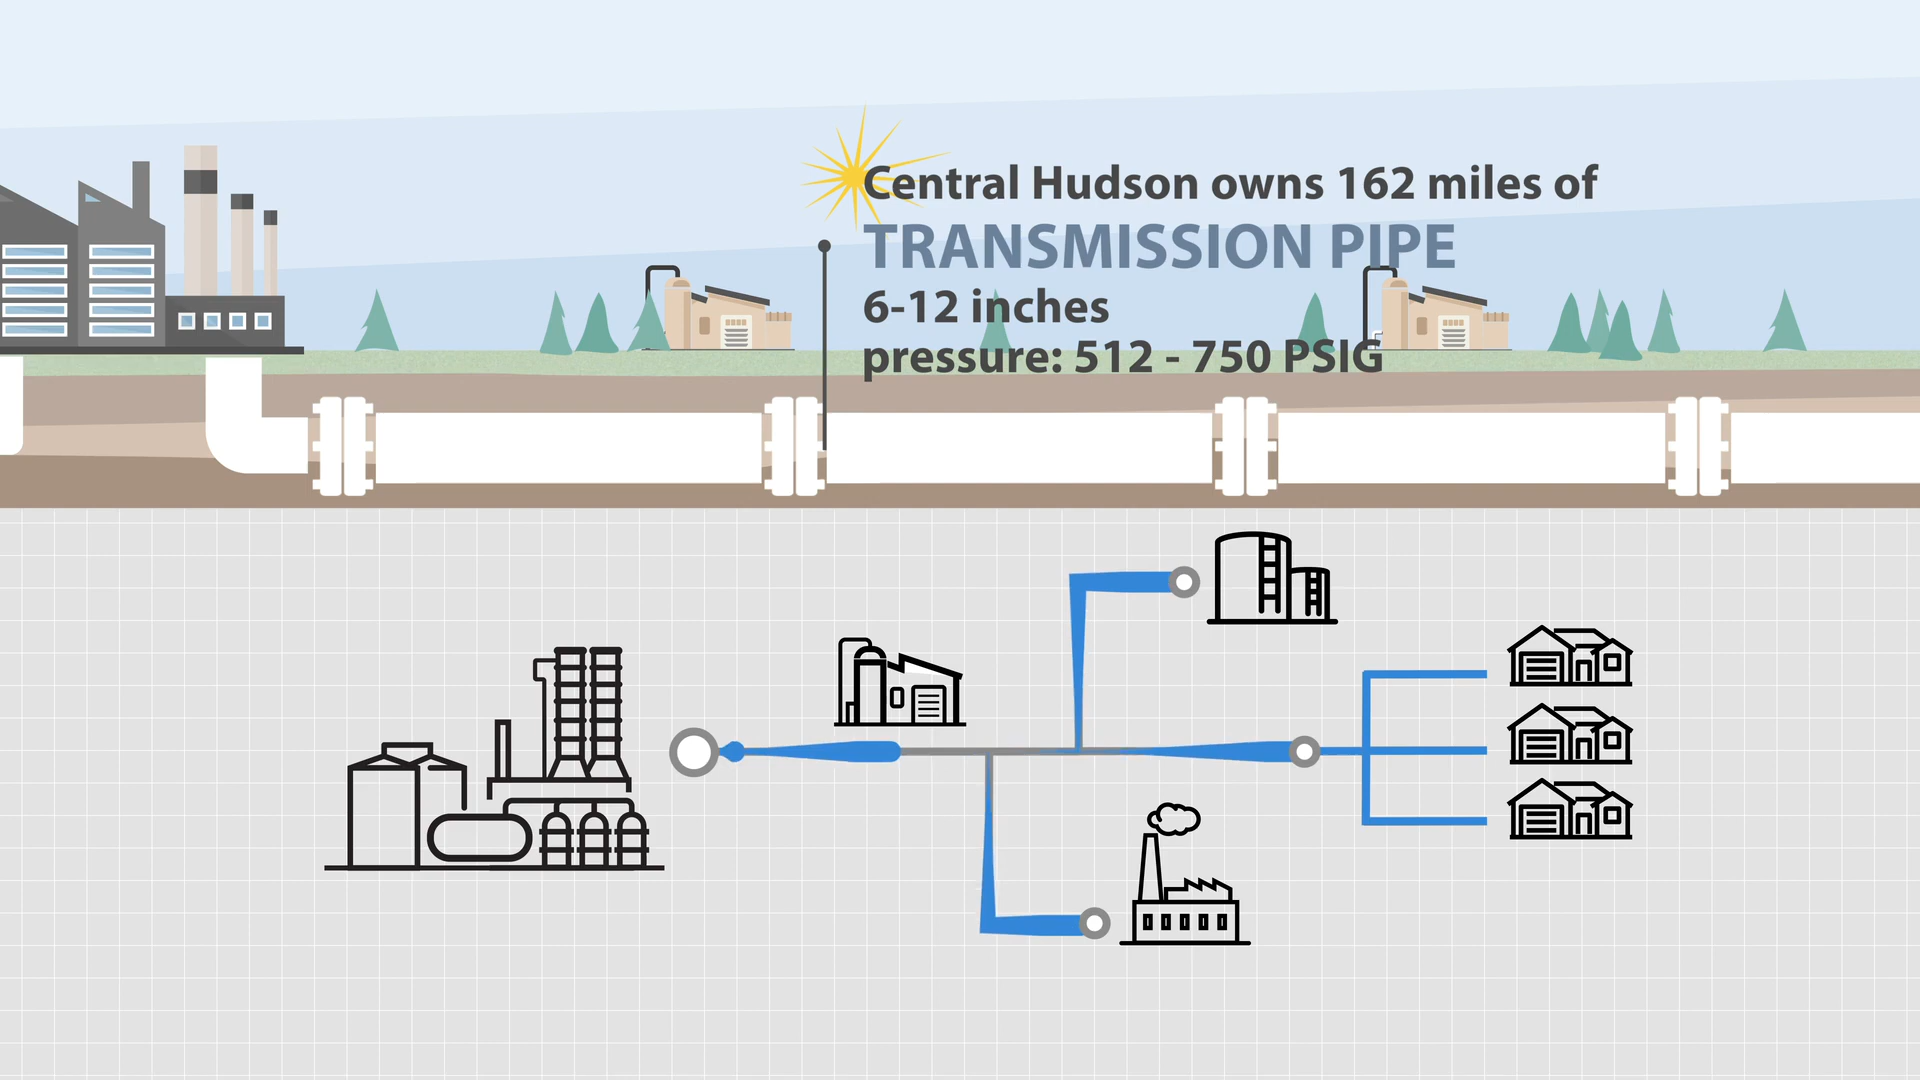 Central Hudson owns 162 miles of
TRANSMISSION PIPE
6-12 inches
pressure: 512 - 750 PSIG